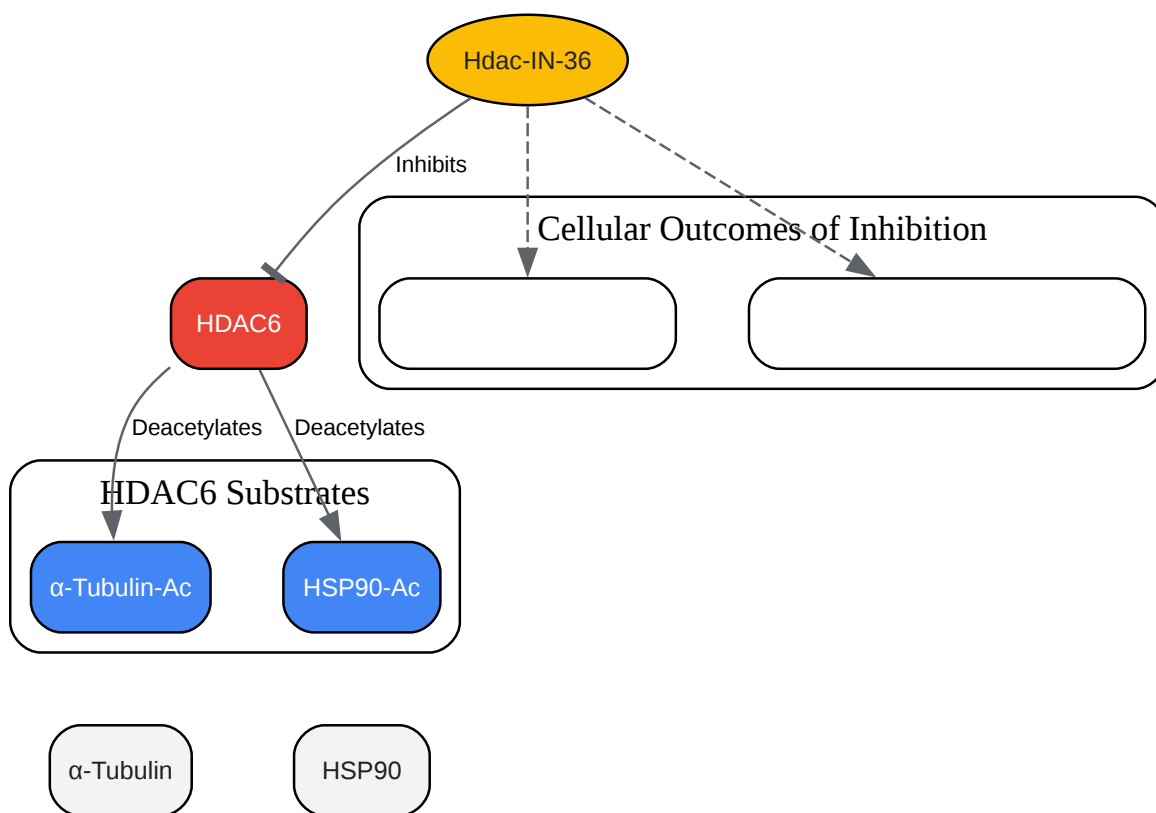 Hdac-IN-36
Inhibits
Cellular Outcomes of Inhibition
HDAC6
Deacetylates
Deacetylates
HDAC6 Substrates
α-Tubulin-Ac
HSP90-Ac
α-Tubulin
HSP90